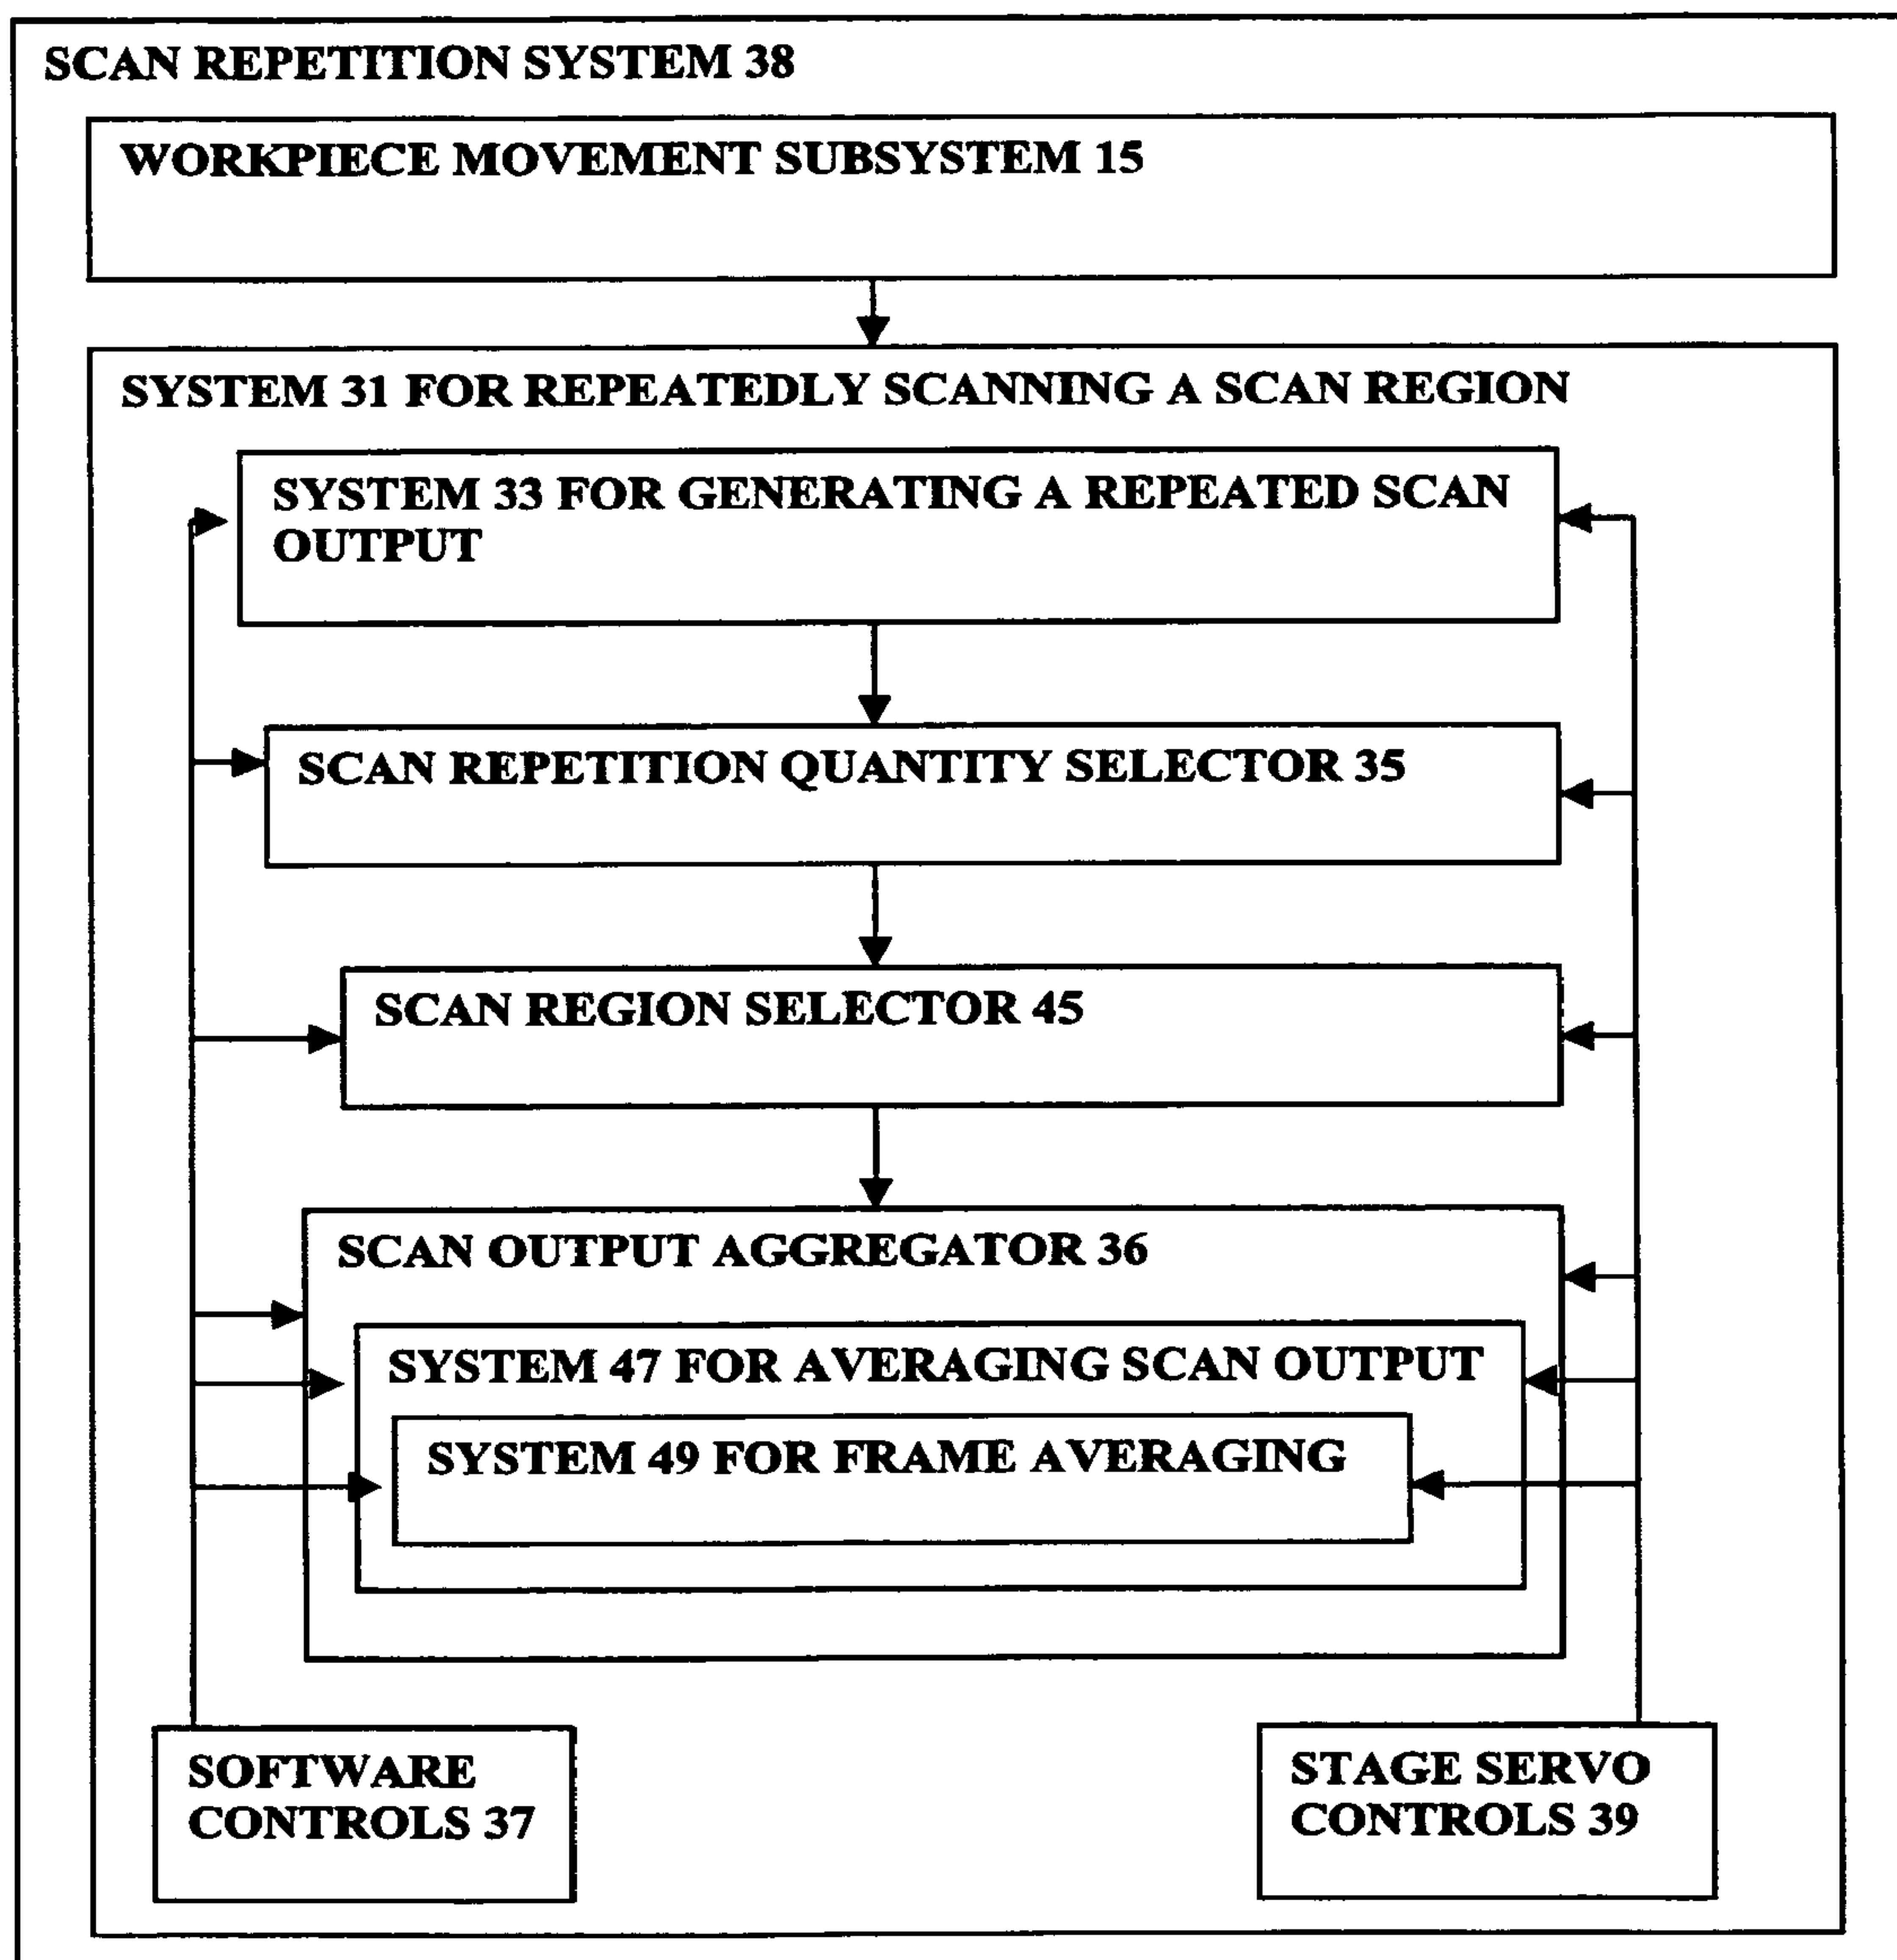 SCAN REPETITION SYSTEM 38
WORKPIECE MOVEMENT SUBSYSTEM 15
SYSTEM 31 FOR REPEATEDLY SCANNING A SCAN REGION
SYSTEM 33 FOR GENERATING A REPEATED SCAN
OUTPUT
SCAN REPETITION QUANTITY SELECTOR 35
SCAN REGION SELECTOR 45
SCAN OUTPUT AGGREGATOR 36
SYSTEM 47 FOR AVERAGING SCAN OUTPUT
SYSTEM 49 FOR FRAME AVERAGING
SOFTWARE
CONTROLS 37
STAGE SERVO
CONTROLS 39